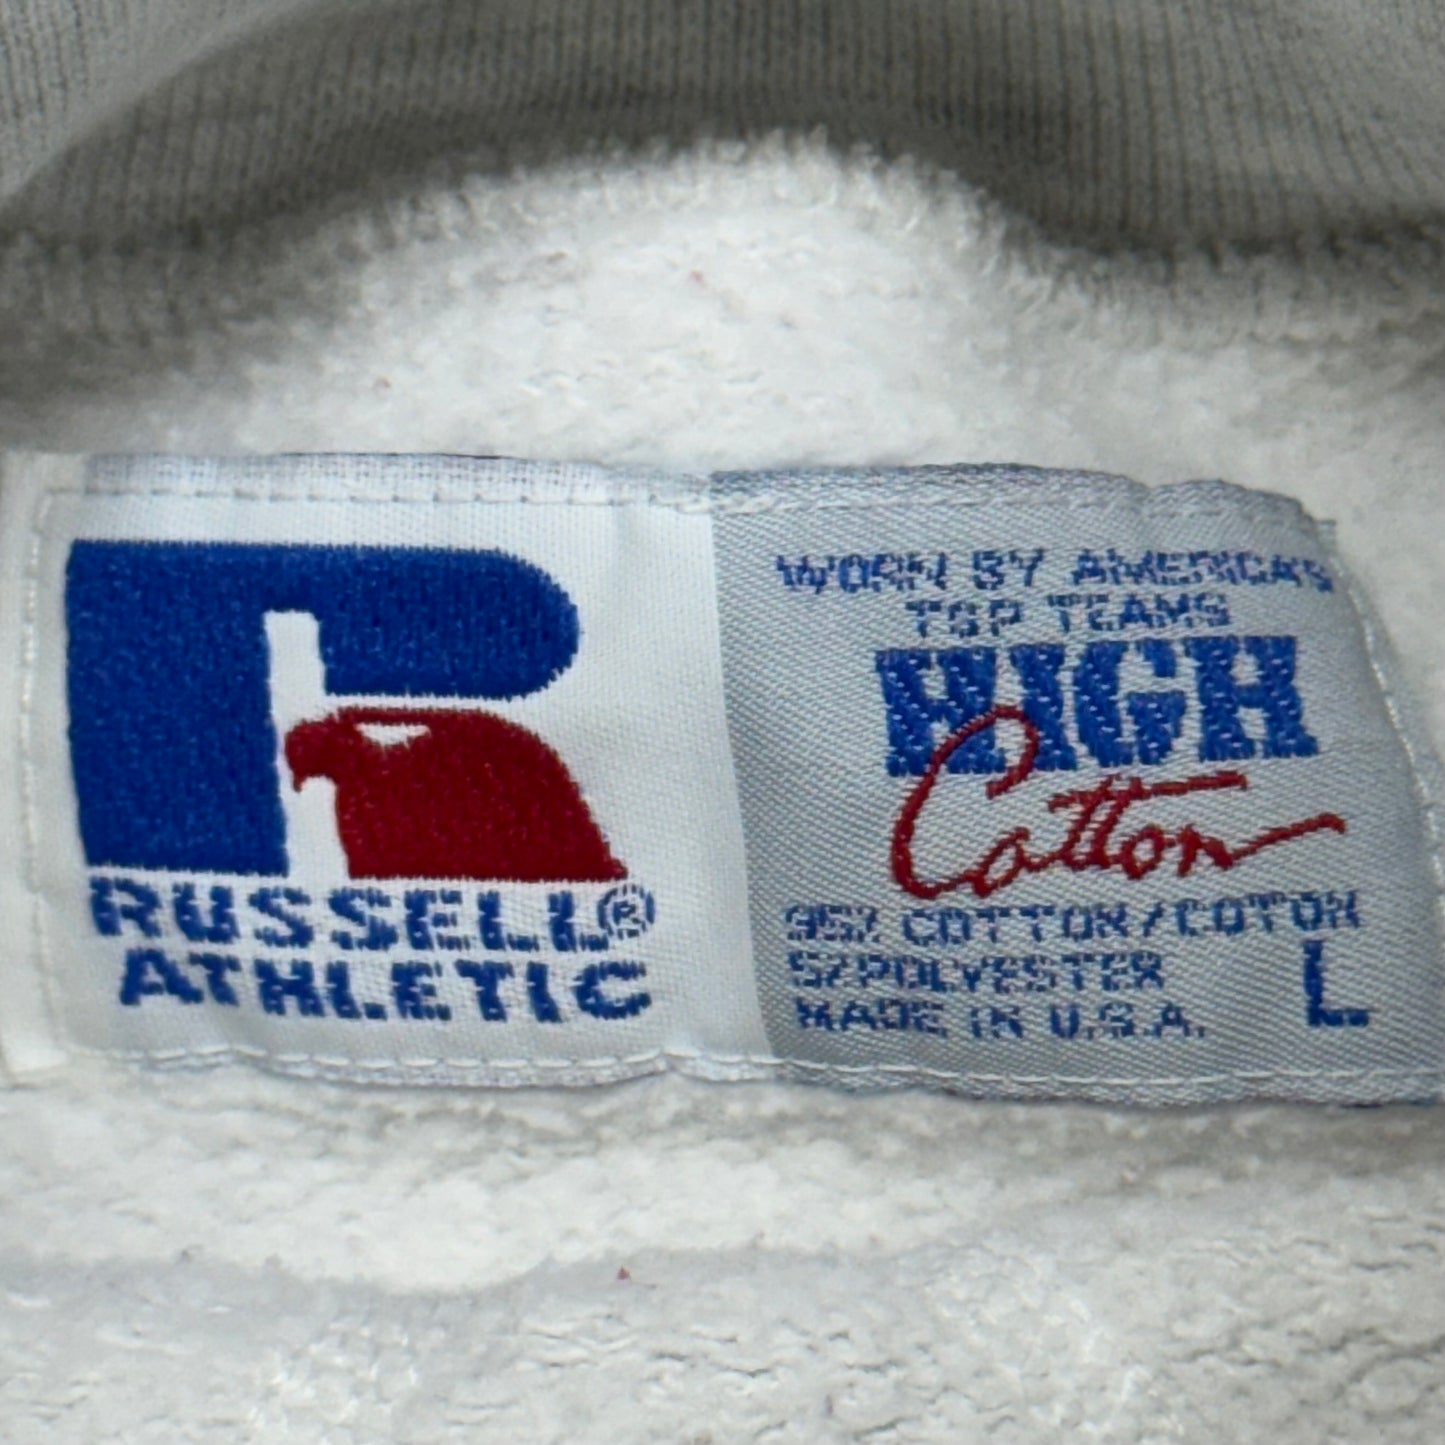 RUSSELL®
ATHLETIC
WORN BY AMERICA'S
TOP TEAMS
HIGH
Cotton
95% COTTON/COTON
5% POLYESTER
MADE IN U.S.A. L